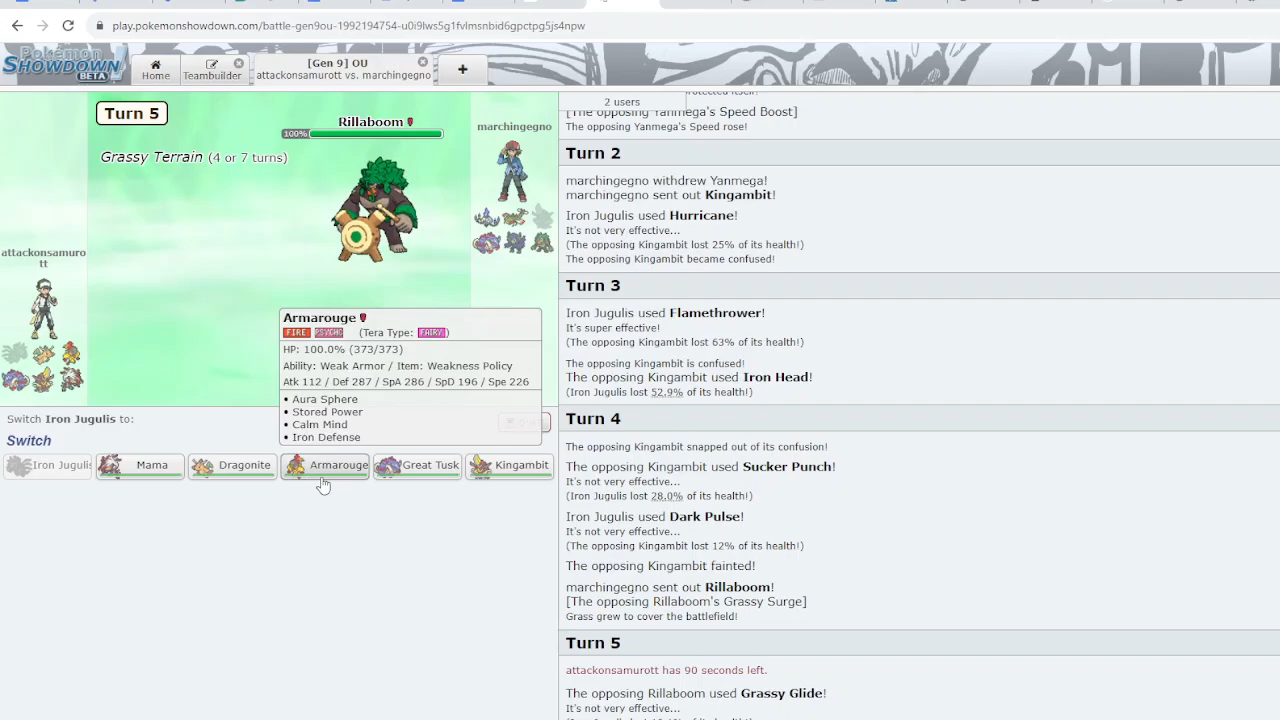 play.pokemonshowdown.com/battle-gen9ou-1992194754-u0i9lws5g1fvlmsnbid6gpctpg5js4npw
Pokémon
SHOWDOWN
BETA
Home
Teambuilder
[Gen 9] OU
attackonsamurott vs. marchingegno
+
Turn 5
Grassy Terrain (4 or 7 turns)
Rillaboom
100%
marchingegno
attackonsamuro
tt
Armarouge
FIRE PSYCHC (Tera Type: FAIRY)
HP: 100.0% (373/373)
Ability: Weak Armor / Item: Weakness Policy
Atk 112 / Def 287 / SpA 286 / SpD 196 / Spe 226
• Aura Sphere
• Stored Power
• Calm Mind
• Iron Defense
Switch Iron Jugulis to:
Switch
Iron Jugulis
Mama
Dragonite
Armarouge
Great Tusk
Kingambit
2 users
[The opposing Yanmega's Speed Boost]
The opposing Yanmega's Speed rose!
Turn 2
marchingegno withdrew Yanmega!
marchingegno sent out Kingambit!
Iron Jugulis used Hurricane!
It's not very effective...
(The opposing Kingambit lost 25% of its health!)
The opposing Kingambit became confused!
Turn 3
Iron Jugulis used Flamethrower!
It's super effective!
(The opposing Kingambit lost 63% of its health!)
The opposing Kingambit is confused!
The opposing Kingambit used Iron Head!
(Iron Jugulis lost 52.9% of its health!)
Turn 4
The opposing Kingambit snapped out of its confusion!
The opposing Kingambit used Sucker Punch!
It's not very effective...
(Iron Jugulis lost 28.0% of its health!)
Iron Jugulis used Dark Pulse!
It's not very effective...
(The opposing Kingambit lost 12% of its health!)
The opposing Kingambit fainted!
marchingegno sent out Rillaboom!
[The opposing Rillaboom's Grassy Surge]
Grass grew to cover the battlefield!
Turn 5
attackonsamurott has 90 seconds left.
The opposing Rillaboom used Grassy Glide!
It's not very effective...